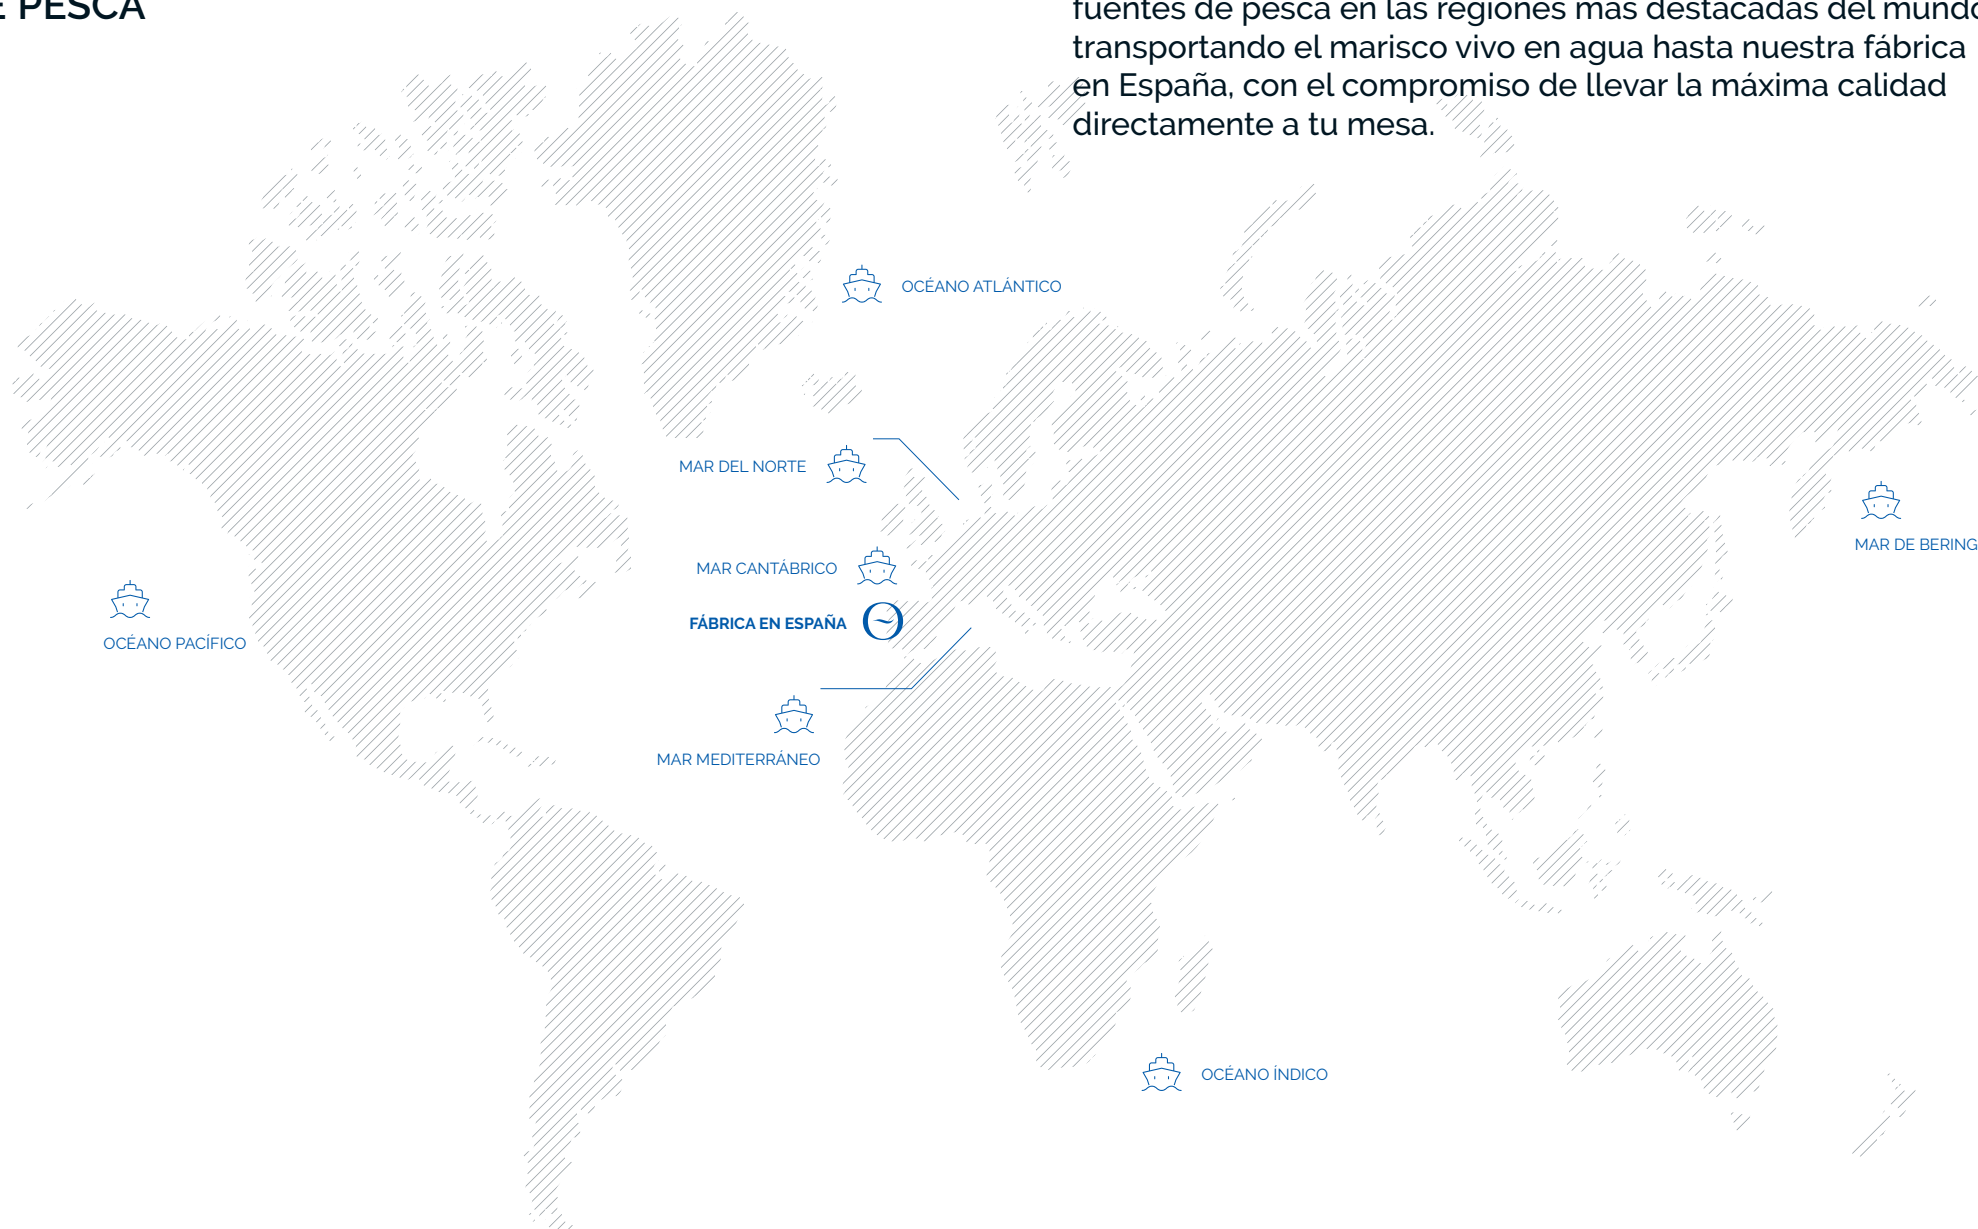 E PESCA
fuentes de pesca en las regiones más destacadas del mundo
transportando el marisco vivo en agua hasta nuestra fábrica
en España, con el compromiso de llevar la máxima calidad
directamente a tu mesa.
OCÉANO ATLÁNTICO
MAR DEL NORTE
MAR DE BERING
MAR CANTÁBRICO
FÁBRICA EN ESPAÑA
OCÉANO PACÍFICO
MAR MEDITERRÁNEO
OCÉANO ÍNDICO